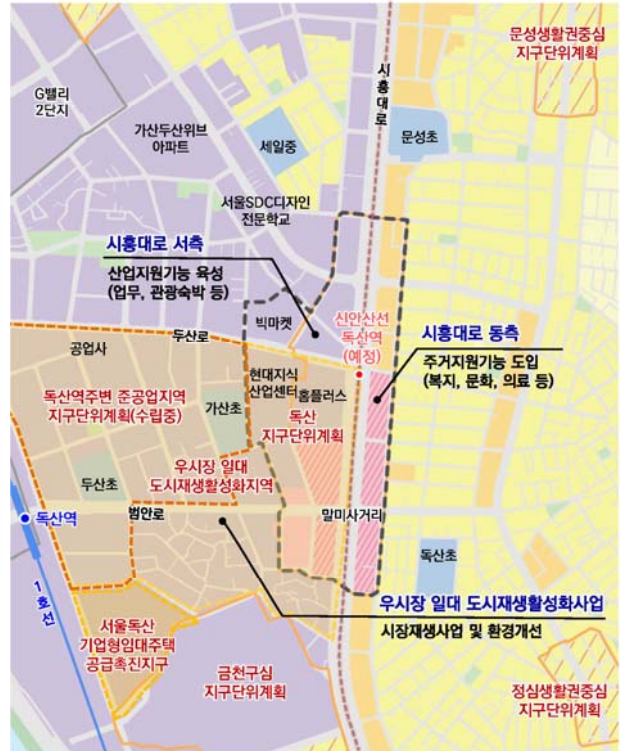 문성생활권중심
지구단위계획
시흥대로
G밸리
2단지
가산두산위브
아파트
세일중
문성초
서울SDC디자인
전문학교
시흥대로 서측
산업지원기능 육성
(업무, 관광숙박 등)
빅마켓
신안산선
독산역
(예정)
시흥대로 동측
주거지원기능 도입
(복지, 문화, 의료 등)
두산로
공업사
현대지식
산업센터
홈플러스
독산역주변 준공업지역
지구단위계획(수립중)
가산초
독산
지구단위계획
우시장 일대
도시재생활성화지역
두산초
범안로
말미사거리
독산역
독산초
1호선
우시장 일대 도시재생활성화사업
시장재생사업 및 환경개선
서울독산
기업형임대주택
공급촉진지구
금천구심
지구단위계획
정심생활권중심
지구단위계획